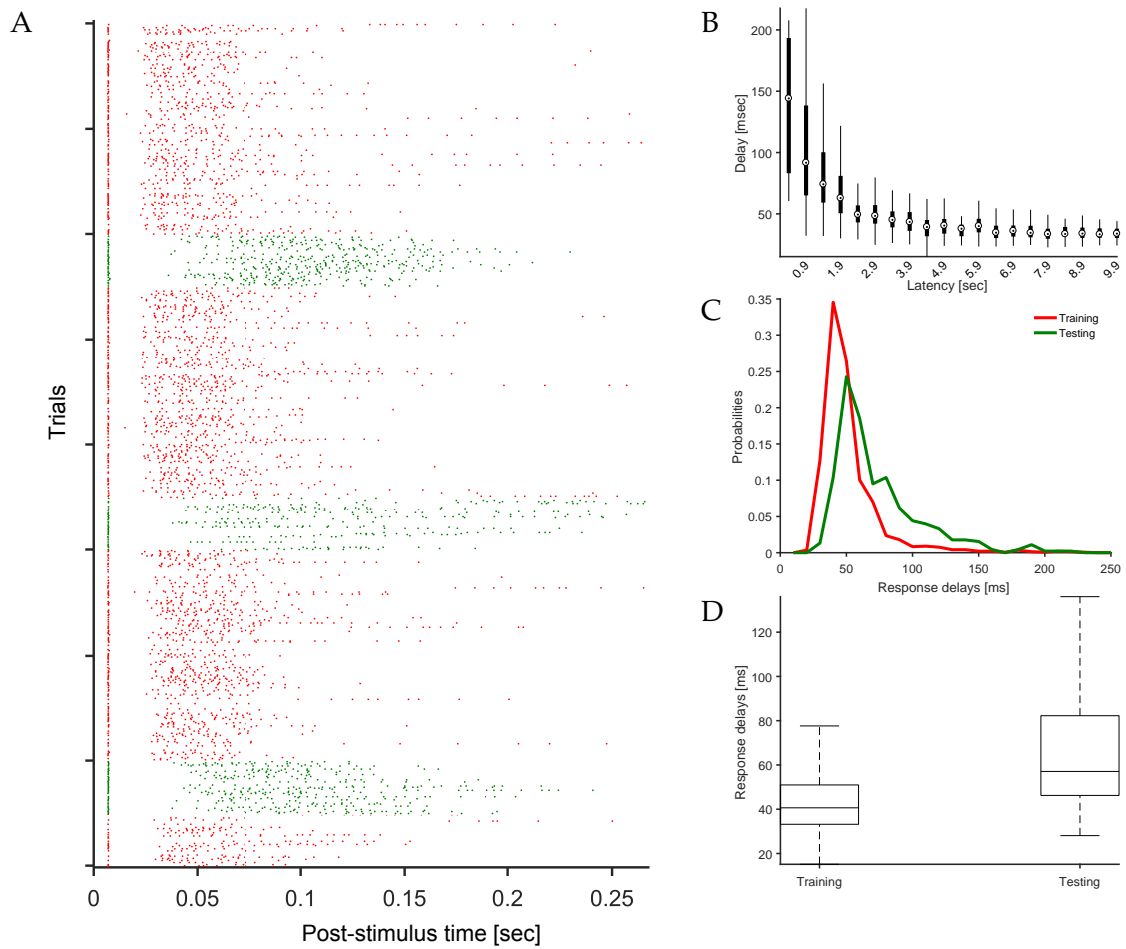 A
Trials
0
0.05
0.1
0.15
0.2
0.25
Post-stimulus time [sec]
B
200
150
100
50
Delay [msec]
0.9
1.9
2.9
3.9
4.9
5.9
6.9
7.9
8.9
9.9
Latency [sec]
C
0.35
0.3
0.25
0.2
0.15
0.1
0.05
0
Probabilities
Training
Testing
0
50
100
150
200
250
Response delays [ms]
D
120
100
80
60
40
20
Response delays [ms]
Training
Testing